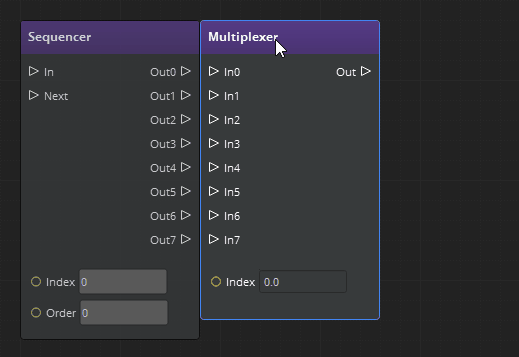 Sequencer
In Out0
Next Out1
Out2
Out3
Out4
Out5
Out6
Out7
Index 0
Order 0
Multiplexer
In0 Out
In1
In2
In3
In4
In5
In6
In7
Index 0.0